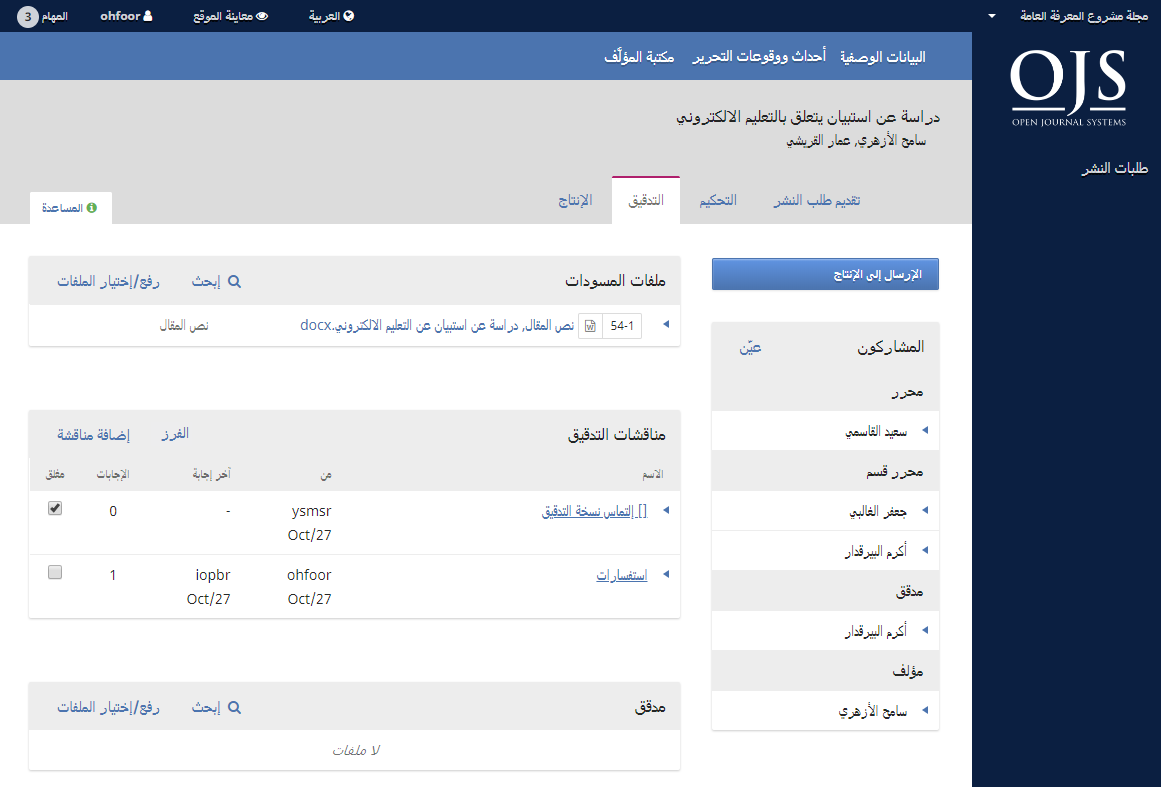 مجلة مشروع المعرفة العامة
العربية
معاينة الموقع
ohfoor
المهام 3
OJS
OPEN JOURNAL SYSTEMS
طلبات النشر
البيانات الوصفية
أحداث ووقوعات التحرير
مكتبة المؤلَّف
دراسة عن استبيان يتعلق بالتعليم الالكتروني
سامح الأزهري, عمار القريشي
تقديم طلب النشر
التحكيم
التدقيق
الإنتاج
المساعدة
الإرسال إلى الإنتاج
المشاركون
عيّن
محرر
سعيد القاسمي
محرر قسم
جعفر الغالبي
أكرم البيرقدار
مدقق
أكرم البيرقدار
مؤلف
سامح الأزهري
ملفات المسودات
إبحث
رفع/إختيار الملفات
54-1 نص المقال, دراسة عن استبيان عن التعليم الالكتروني.docx
نص المقال
مناقشات التدقيق
الفرز
إضافة مناقشة
الاسم من آخر إجابة الإجابات مغلق
[] إلتماس نسخة التدقيق ysmsr - 0
Oct/27
استفسارات ohfoor iopbr 1
Oct/27 Oct/27
مدقق
إبحث
رفع/إختيار الملفات
لا ملفات